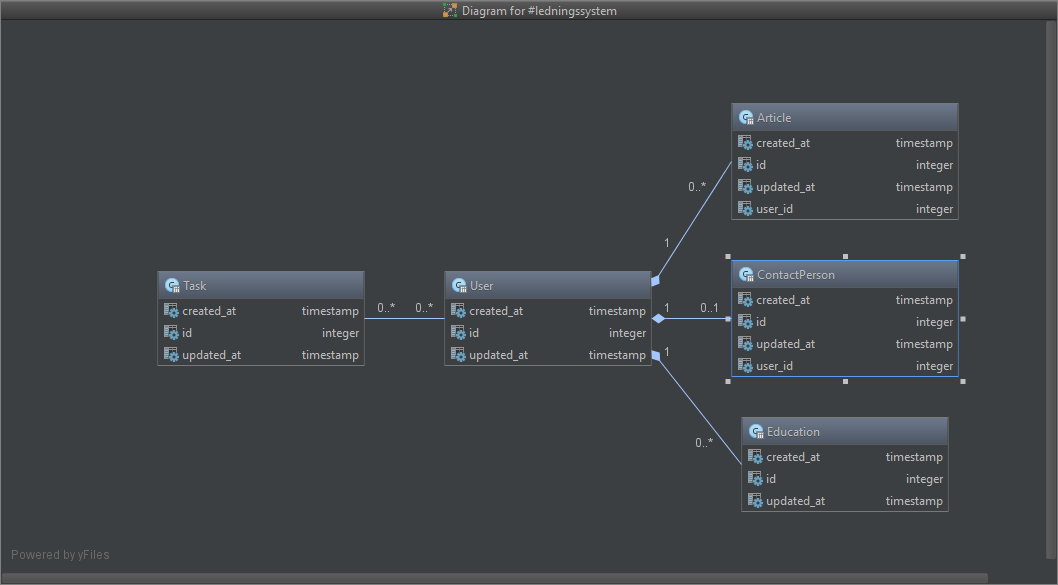 Diagram for #ledningssystem
Article
created_at timestamp
id integer
updated_at timestamp
user_id integer
0..*
1
Task
created_at timestamp
id integer
updated_at timestamp
0..* 0..*
User
created_at timestamp
id integer
updated_at timestamp
1 0..1
ContactPerson
created_at timestamp
id integer
updated_at timestamp
user_id integer
1
0..*
Education
created_at timestamp
id integer
updated_at timestamp
Powered by yFiles